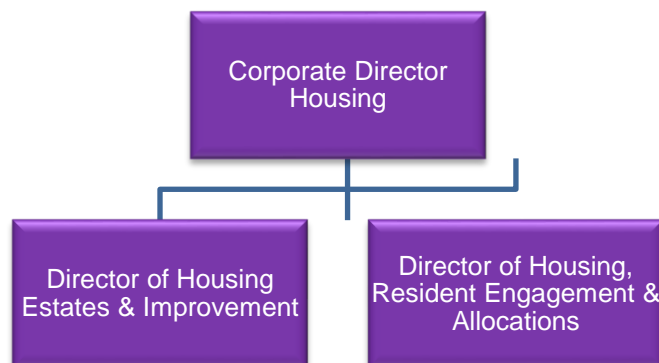 Corporate Director
Housing
Director of Housing
Estates & Improvement
Director of Housing,
Resident Engagement &
Allocations